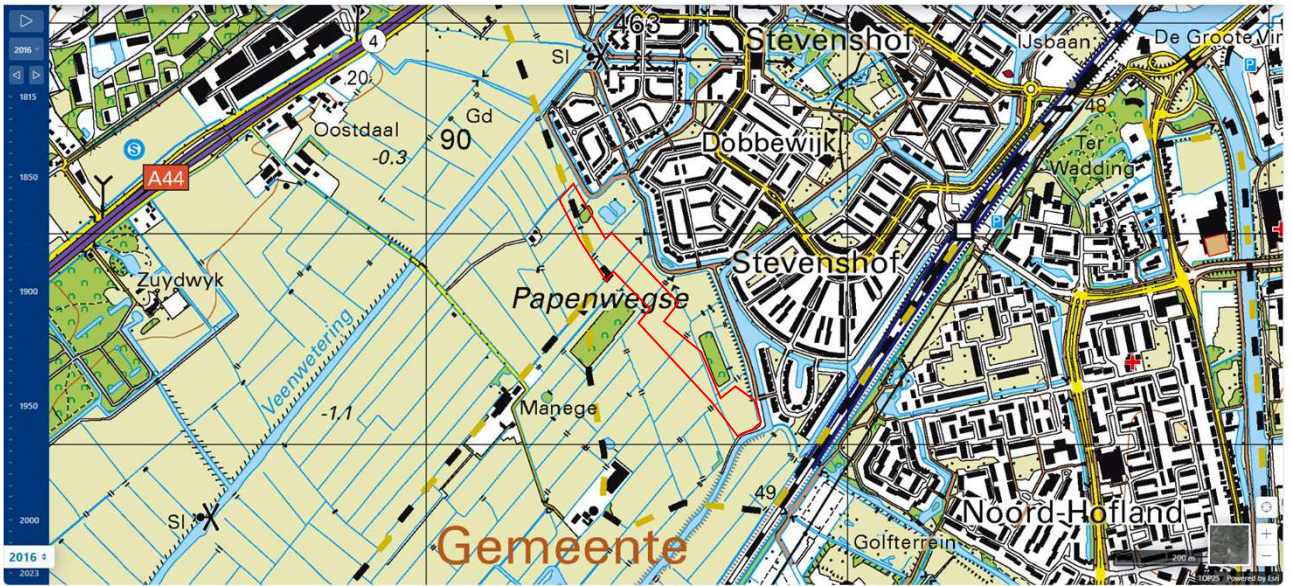 2016
1815
1850
1900
1950
2000
2016
2023
463
Stevenshof
IJsbaan
De Groote Vin
P
4
Sl
20
48
Oostdaal
-0.3
90
Gd
Dobbewijk
Ter
Wadding
S
A44
P
Zuydwyk
Stevenshof
Papenwegse
Veenwetering
-1.1
Manege
49
Sl
Noord-Hofland
Gemeente
Golfterrein
200 m
TOP25 Powered by Esri